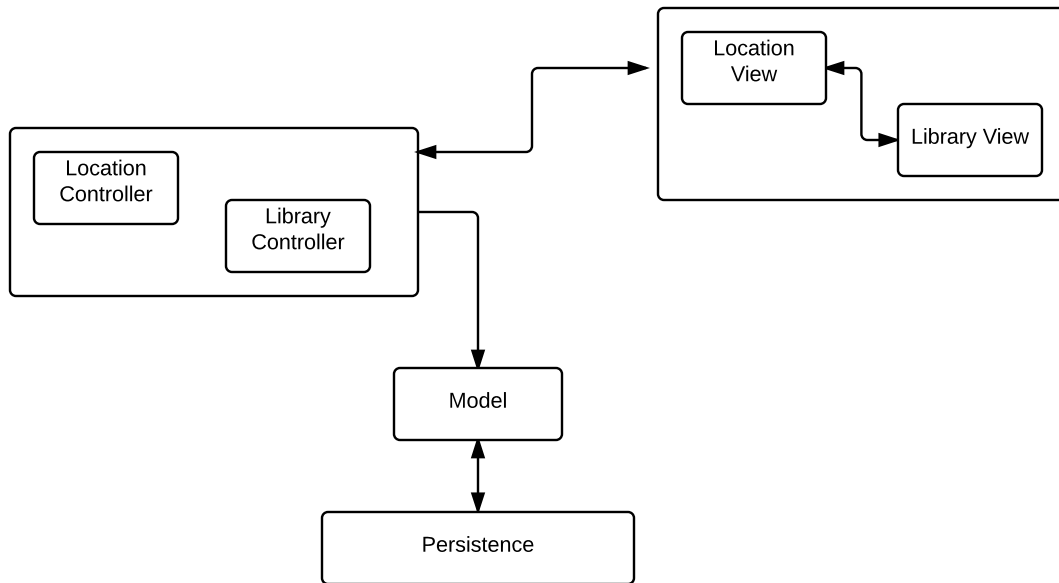 Location
View
Library View
Location
Controller
Library
Controller
Model
Persistence